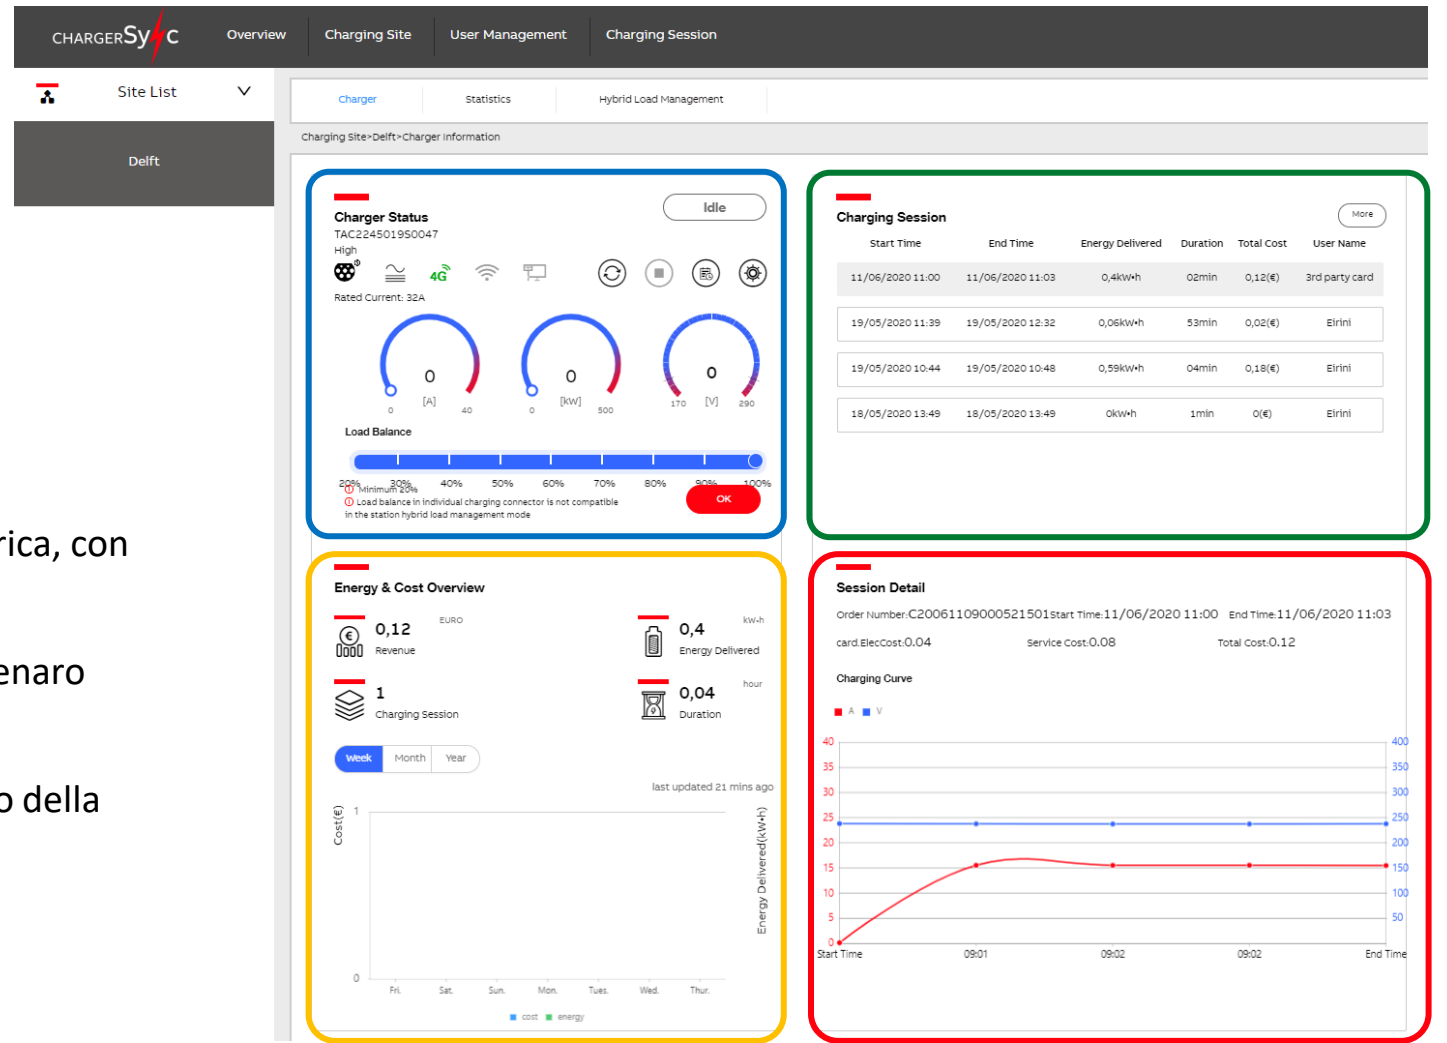 CHARGERSync
Overview
Charging Site
User Management
Charging Session
Site List
Delft
Charger
Statistics
Hybrid Load Management
Charging Site>Delft>Charger Information
Charger Status
Idle
TAC2245019S0047
High
4G
Rated Current: 32A
0
[A]
0
40
0
[kW]
0
500
0
[V]
170
290
Load Balance
20% 30% 40% 50% 60% 70% 80% 90% 100%
Minimum 20%
Load balance in individual charging connector is not compatible
in the station hybrid load management mode
OK
Charging Session
More
Start Time End Time Energy Delivered Duration Total Cost User Name
11/06/2020 11:00 11/06/2020 11:03 0,4kW•h 02min 0,12(€) 3rd party card
19/05/2020 11:39 19/05/2020 12:32 0,06kW•h 53min 0,02(€) Eirini
19/05/2020 10:44 19/05/2020 10:48 0,59kW•h 04min 0,18(€) Eirini
18/05/2020 13:49 18/05/2020 13:49 0kW•h 1min 0(€) Eirini
rica, con
enaro
o della
Energy & Cost Overview
0,12
EURO
Revenue
0,4
kW•h
Energy Delivered
1
Charging Session
0,04
hour
Duration
Week Month Year
last updated 21 mins ago
Cost(€)
1
0
Energy Delivered(kW•h)
Fri. Sat. Sun. Mon. Tues. Wed. Thur.
cost energy
Session Detail
Order Number:C20061109000521501Start Time:11/06/2020 11:00 End Time:11/06/2020 11:03
card.ElecCost:0.04 Service Cost:0.08 Total Cost:0.12
Charging Curve
A V
40 400
35 350
30 300
25 250
20 200
15 150
10 100
5 50
0
Start Time 09:01 09:02 09:02 End Time